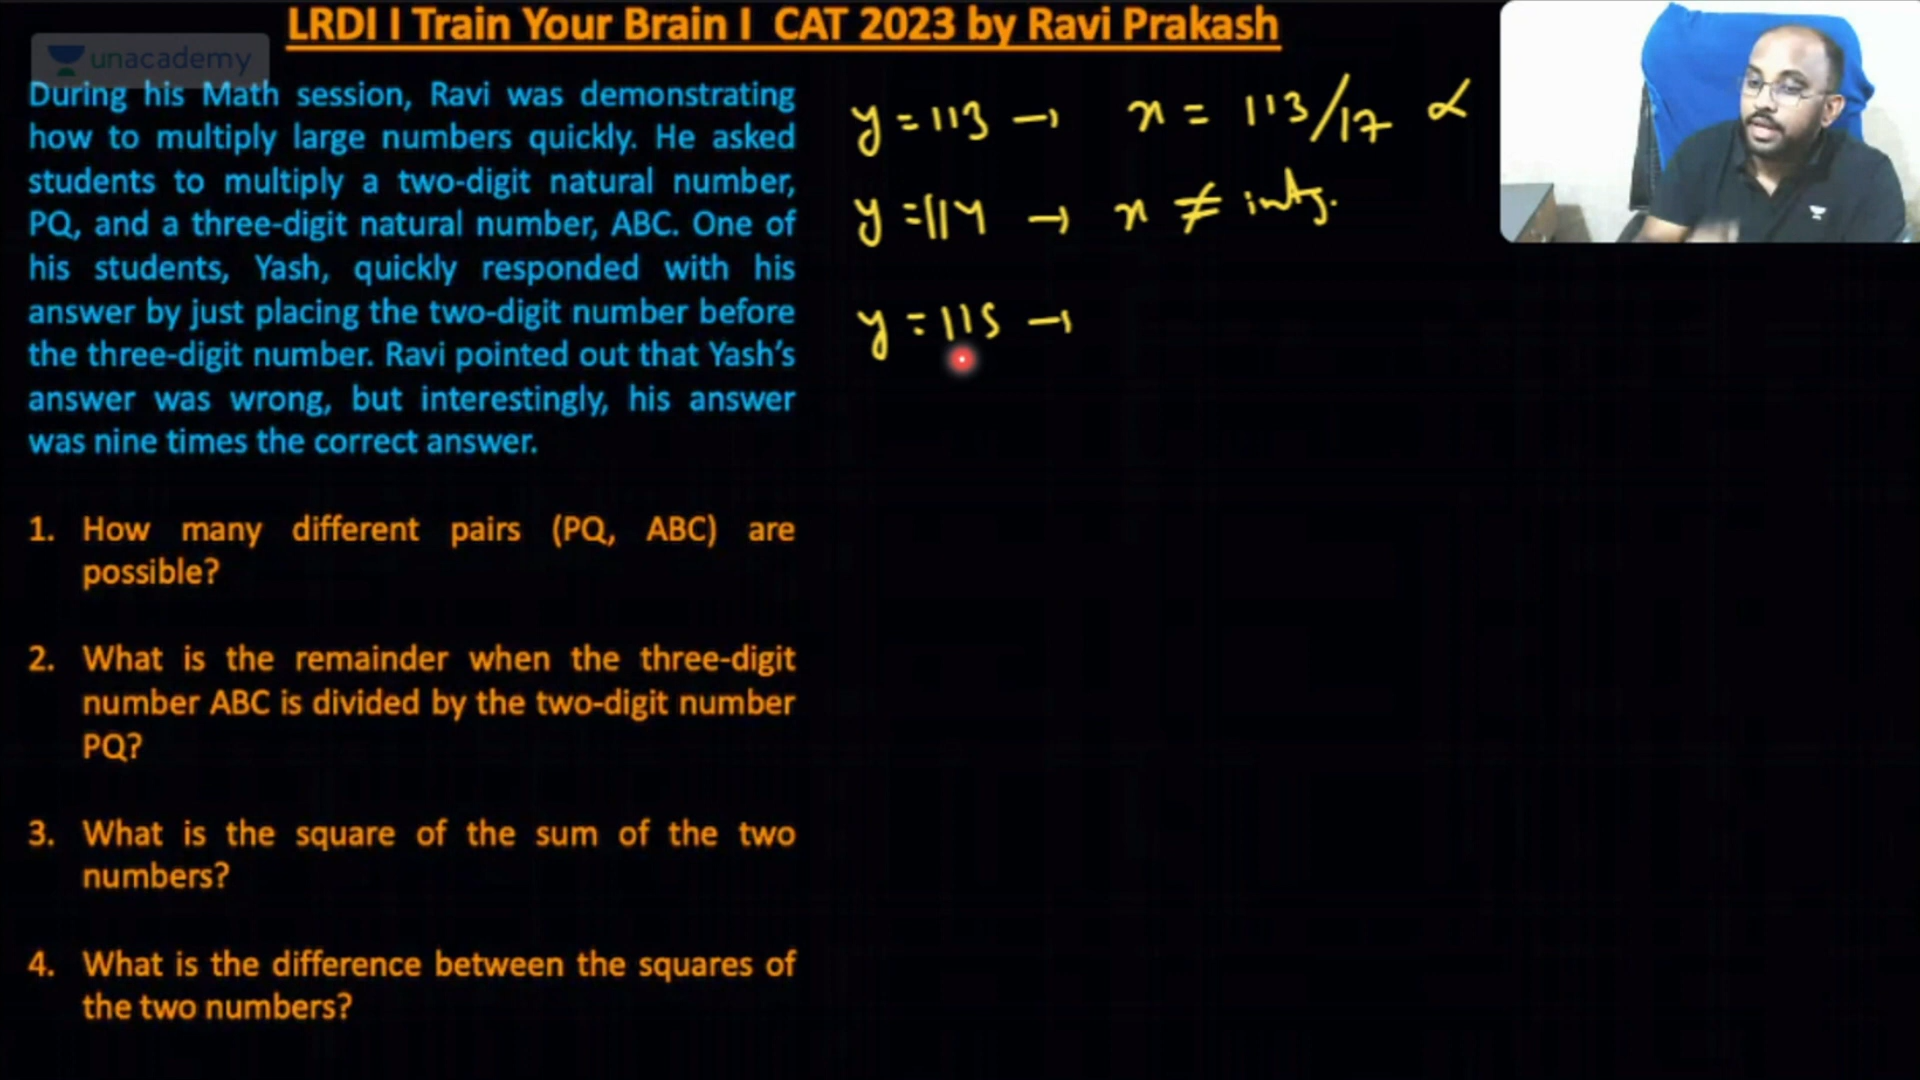 LRDI I Train Your Brain I CAT 2023 by Ravi Prakash
unacademy
During his Math session, Ravi was demonstrating
how to multiply large numbers quickly. He asked
students to multiply a two-digit natural number,
PQ, and a three-digit natural number, ABC. One of
his students, Yash, quickly responded with his
answer by just placing the two-digit number before
the three-digit number. Ravi pointed out that Yash’s
answer was wrong, but interestingly, his answer
was nine times the correct answer.
1. How many different pairs (PQ, ABC) are
possible?
2. What is the remainder when the three-digit
number ABC is divided by the two-digit number
PQ?
3. What is the square of the sum of the two
numbers?
4. What is the difference between the squares of
the two numbers?
y = 113 → x = 113/17
y = 114 → x ≠ intg.
y = 115 →